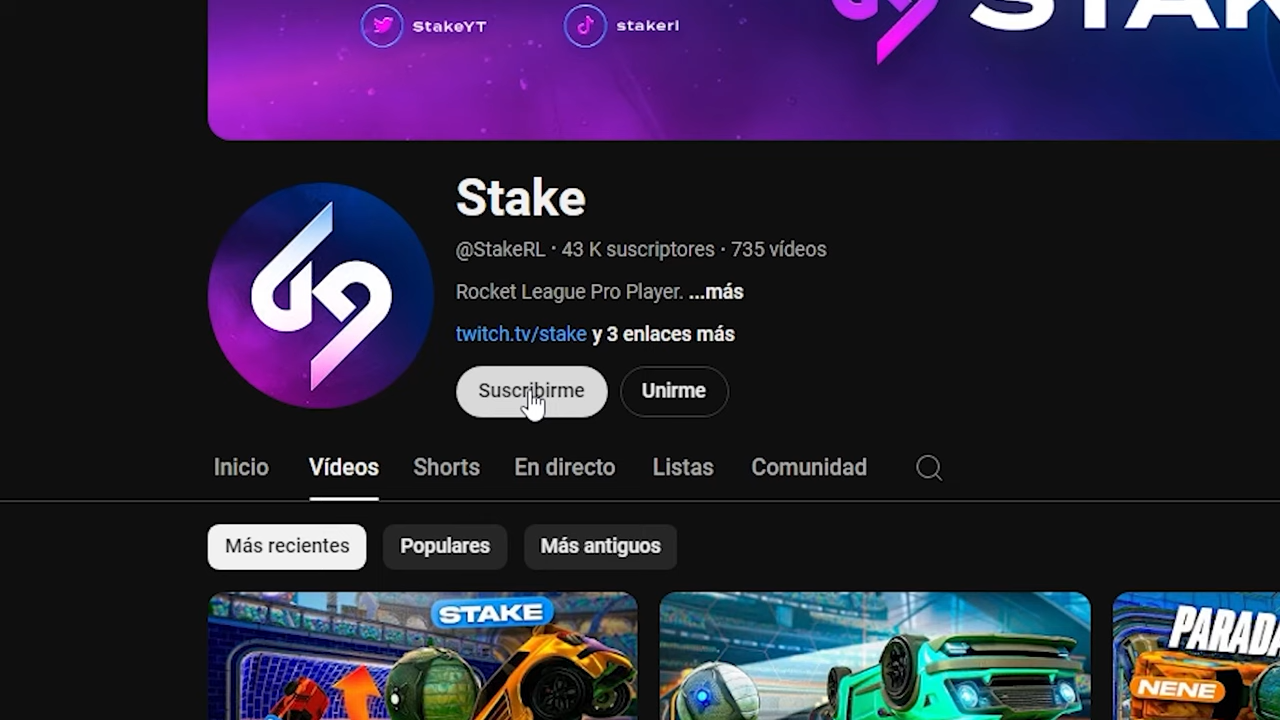 StakeYT
stakerl
Stake
@StakeRL · 43 K suscriptores · 735 vídeos
Rocket League Pro Player. ...más
twitch.tv/stake y 3 enlaces más
Suscribirme
Unirme
Inicio
Vídeos
Shorts
En directo
Listas
Comunidad
Más recientes
Populares
Más antiguos
STAKE
NENE